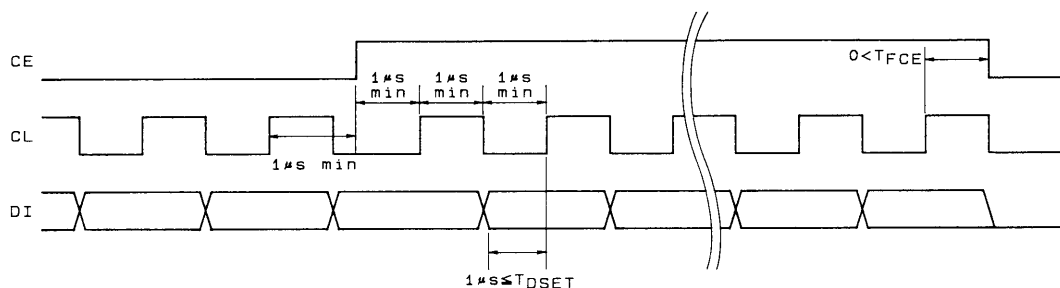 CE
0<TFCE
1μs
min
1μs
min
1μs
min
CL
1μs min
DI
1μs≦TDSET